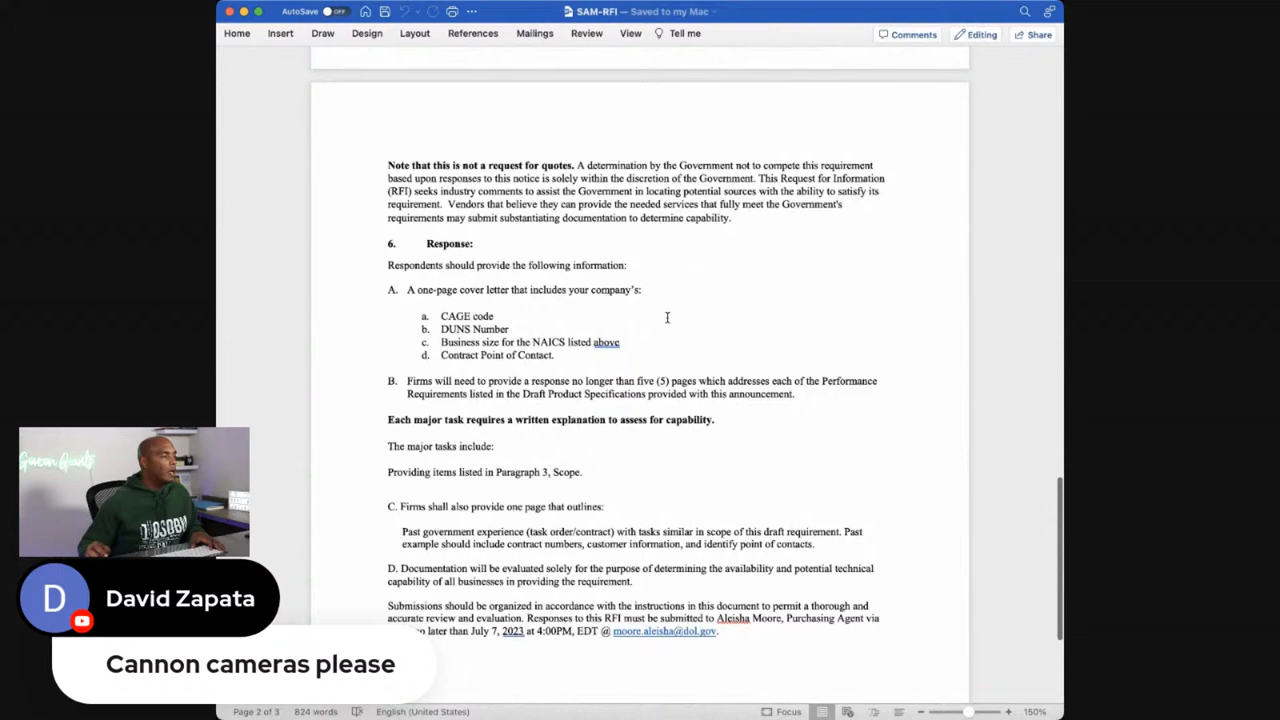 AutoSave OFF
SAM-RFI — Saved to my Mac
Home Insert Draw Design Layout References Mailings Review View Tell me Comments Editing Share
Note that this is not a request for quotes. A determination by the Government not to compete this requirement
based upon responses to this notice is solely within the discretion of the Government. This Request for Information
(RFI) seeks industry comments to assist the Government in locating potential sources with the ability to satisfy its
requirement. Vendors that believe they can provide the needed services that fully meet the Government's
requirements may submit substantiating documentation to determine capability.
6. Response:
Respondents should provide the following information:
A. A one-page cover letter that includes your company's:
a. CAGE code
b. DUNS Number
c. Business size for the NAICS listed above
d. Contract Point of Contact.
B. Firms will need to provide a response no longer than five (5) pages which addresses each of the Performance
Requirements listed in the Draft Product Specifications provided with this announcement.
Each major task requires a written explanation to assess for capability.
The major tasks include:
Providing items listed in Paragraph 3, Scope.
C. Firms shall also provide one page that outlines:
Past government experience (task order/contract) with tasks similar in scope of this draft requirement. Past
example should include contract numbers, customer information, and identify point of contacts.
D. Documentation will be evaluated solely for the purpose of determining the availability and potential technical
capability of all businesses in providing the requirement.
Submissions should be organized in accordance with the instructions in this document to permit a thorough and
accurate review and evaluation. Responses to this RFI must be submitted to Aleisha Moore, Purchasing Agent via
later than July 7, 2023 at 4:00PM, EDT @ moore.aleisha@dol.gov.
D
David Zapata
Cannon cameras please
Page 2 of 3 824 words English (United States) Focus 150%